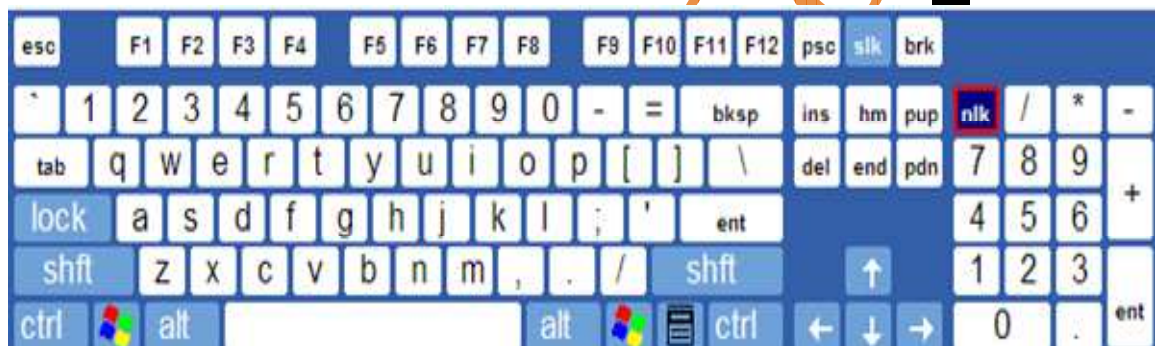 esc F1 F2 F3 F4 F5 F6 F7 F8 F9 F10 F11 F12 psc slk brk
` 1 2 3 4 5 6 7 8 9 0 - = bksp ins hm pup nlk / * -
tab q w e r t y u i o p [ ] \ del end pdn 7 8 9 +
lock a s d f g h j k l ; ' ent 4 5 6
shft z x c v b n m , . / shft ↑ 1 2 3 ent
ctrl alt alt ctrl ← ↓ → 0 .